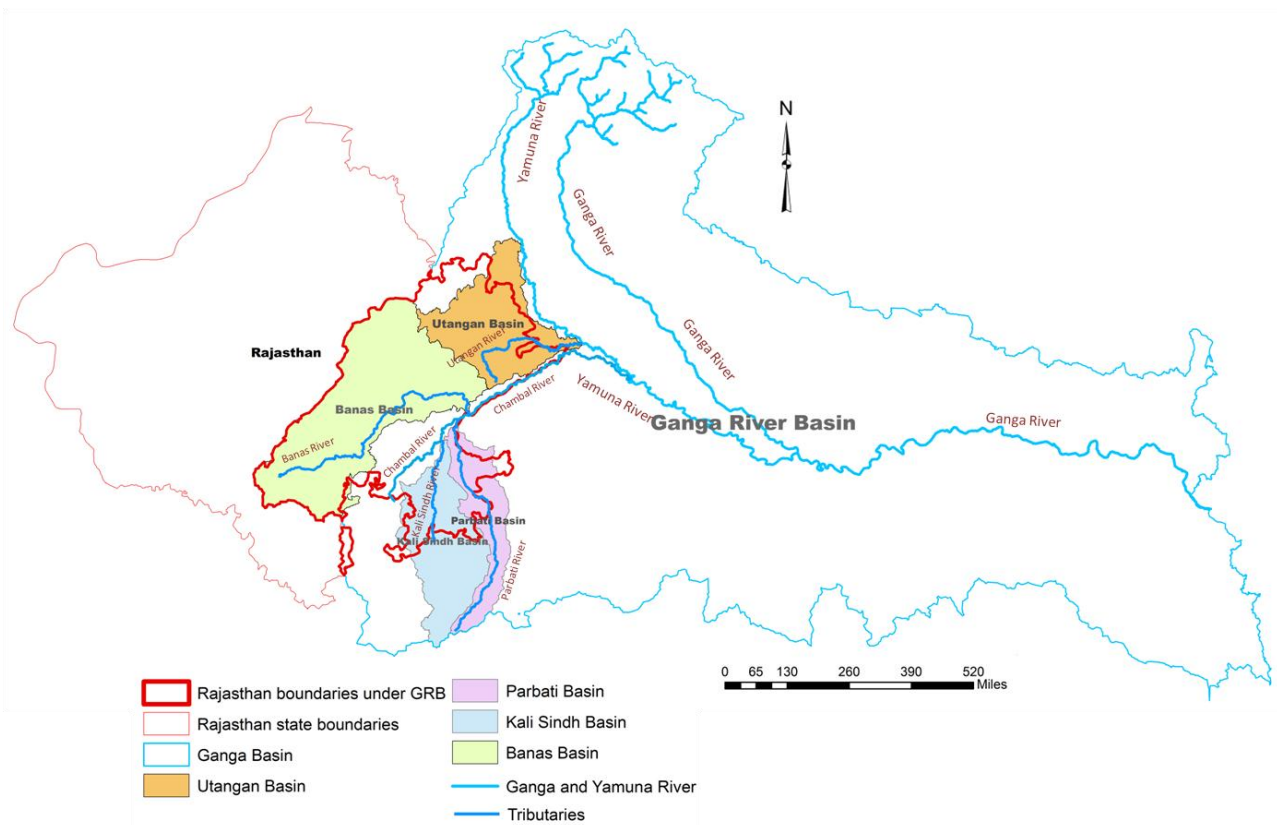 N
Yamuna River
Ganga River
Utangan Basin
Utangan River
Ganga River
Rajasthan
Chambal River
Yamuna River
Banas Basin
Ganga River Basin
Ganga River
Banas River
Chambal River
Kali Sindh River
Parbati Basin
Kali Sindh Basin
Parbati River
0 65 130 260 390 520
Miles
Rajasthan boundaries under GRB
Rajasthan state boundaries
Ganga Basin
Utangan Basin
Parbati Basin
Kali Sindh Basin
Banas Basin
Ganga and Yamuna River
Tributaries